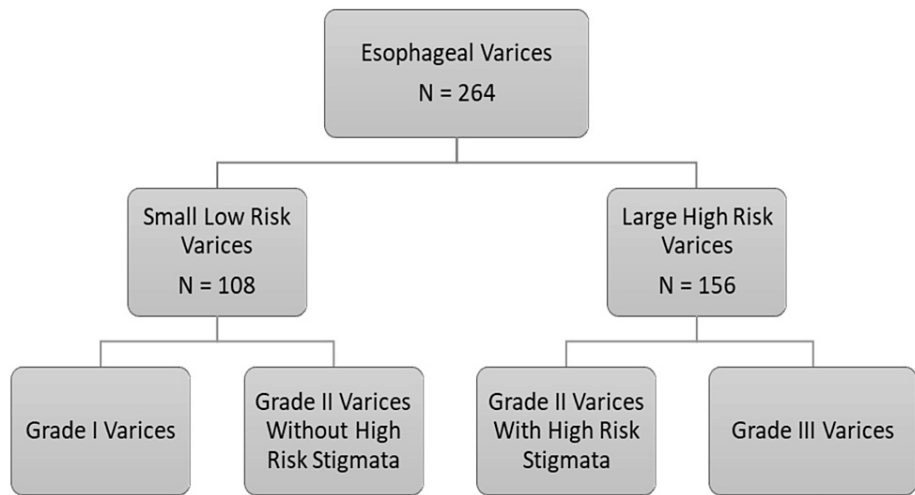 Esophageal Varices
N = 264
Small Low Risk
Varices
N = 108
Large High Risk
Varices
N = 156
Grade I Varices
Grade II Varices
Without High
Risk Stigmata
Grade II Varices
With High Risk
Stigmata
Grade III Varices